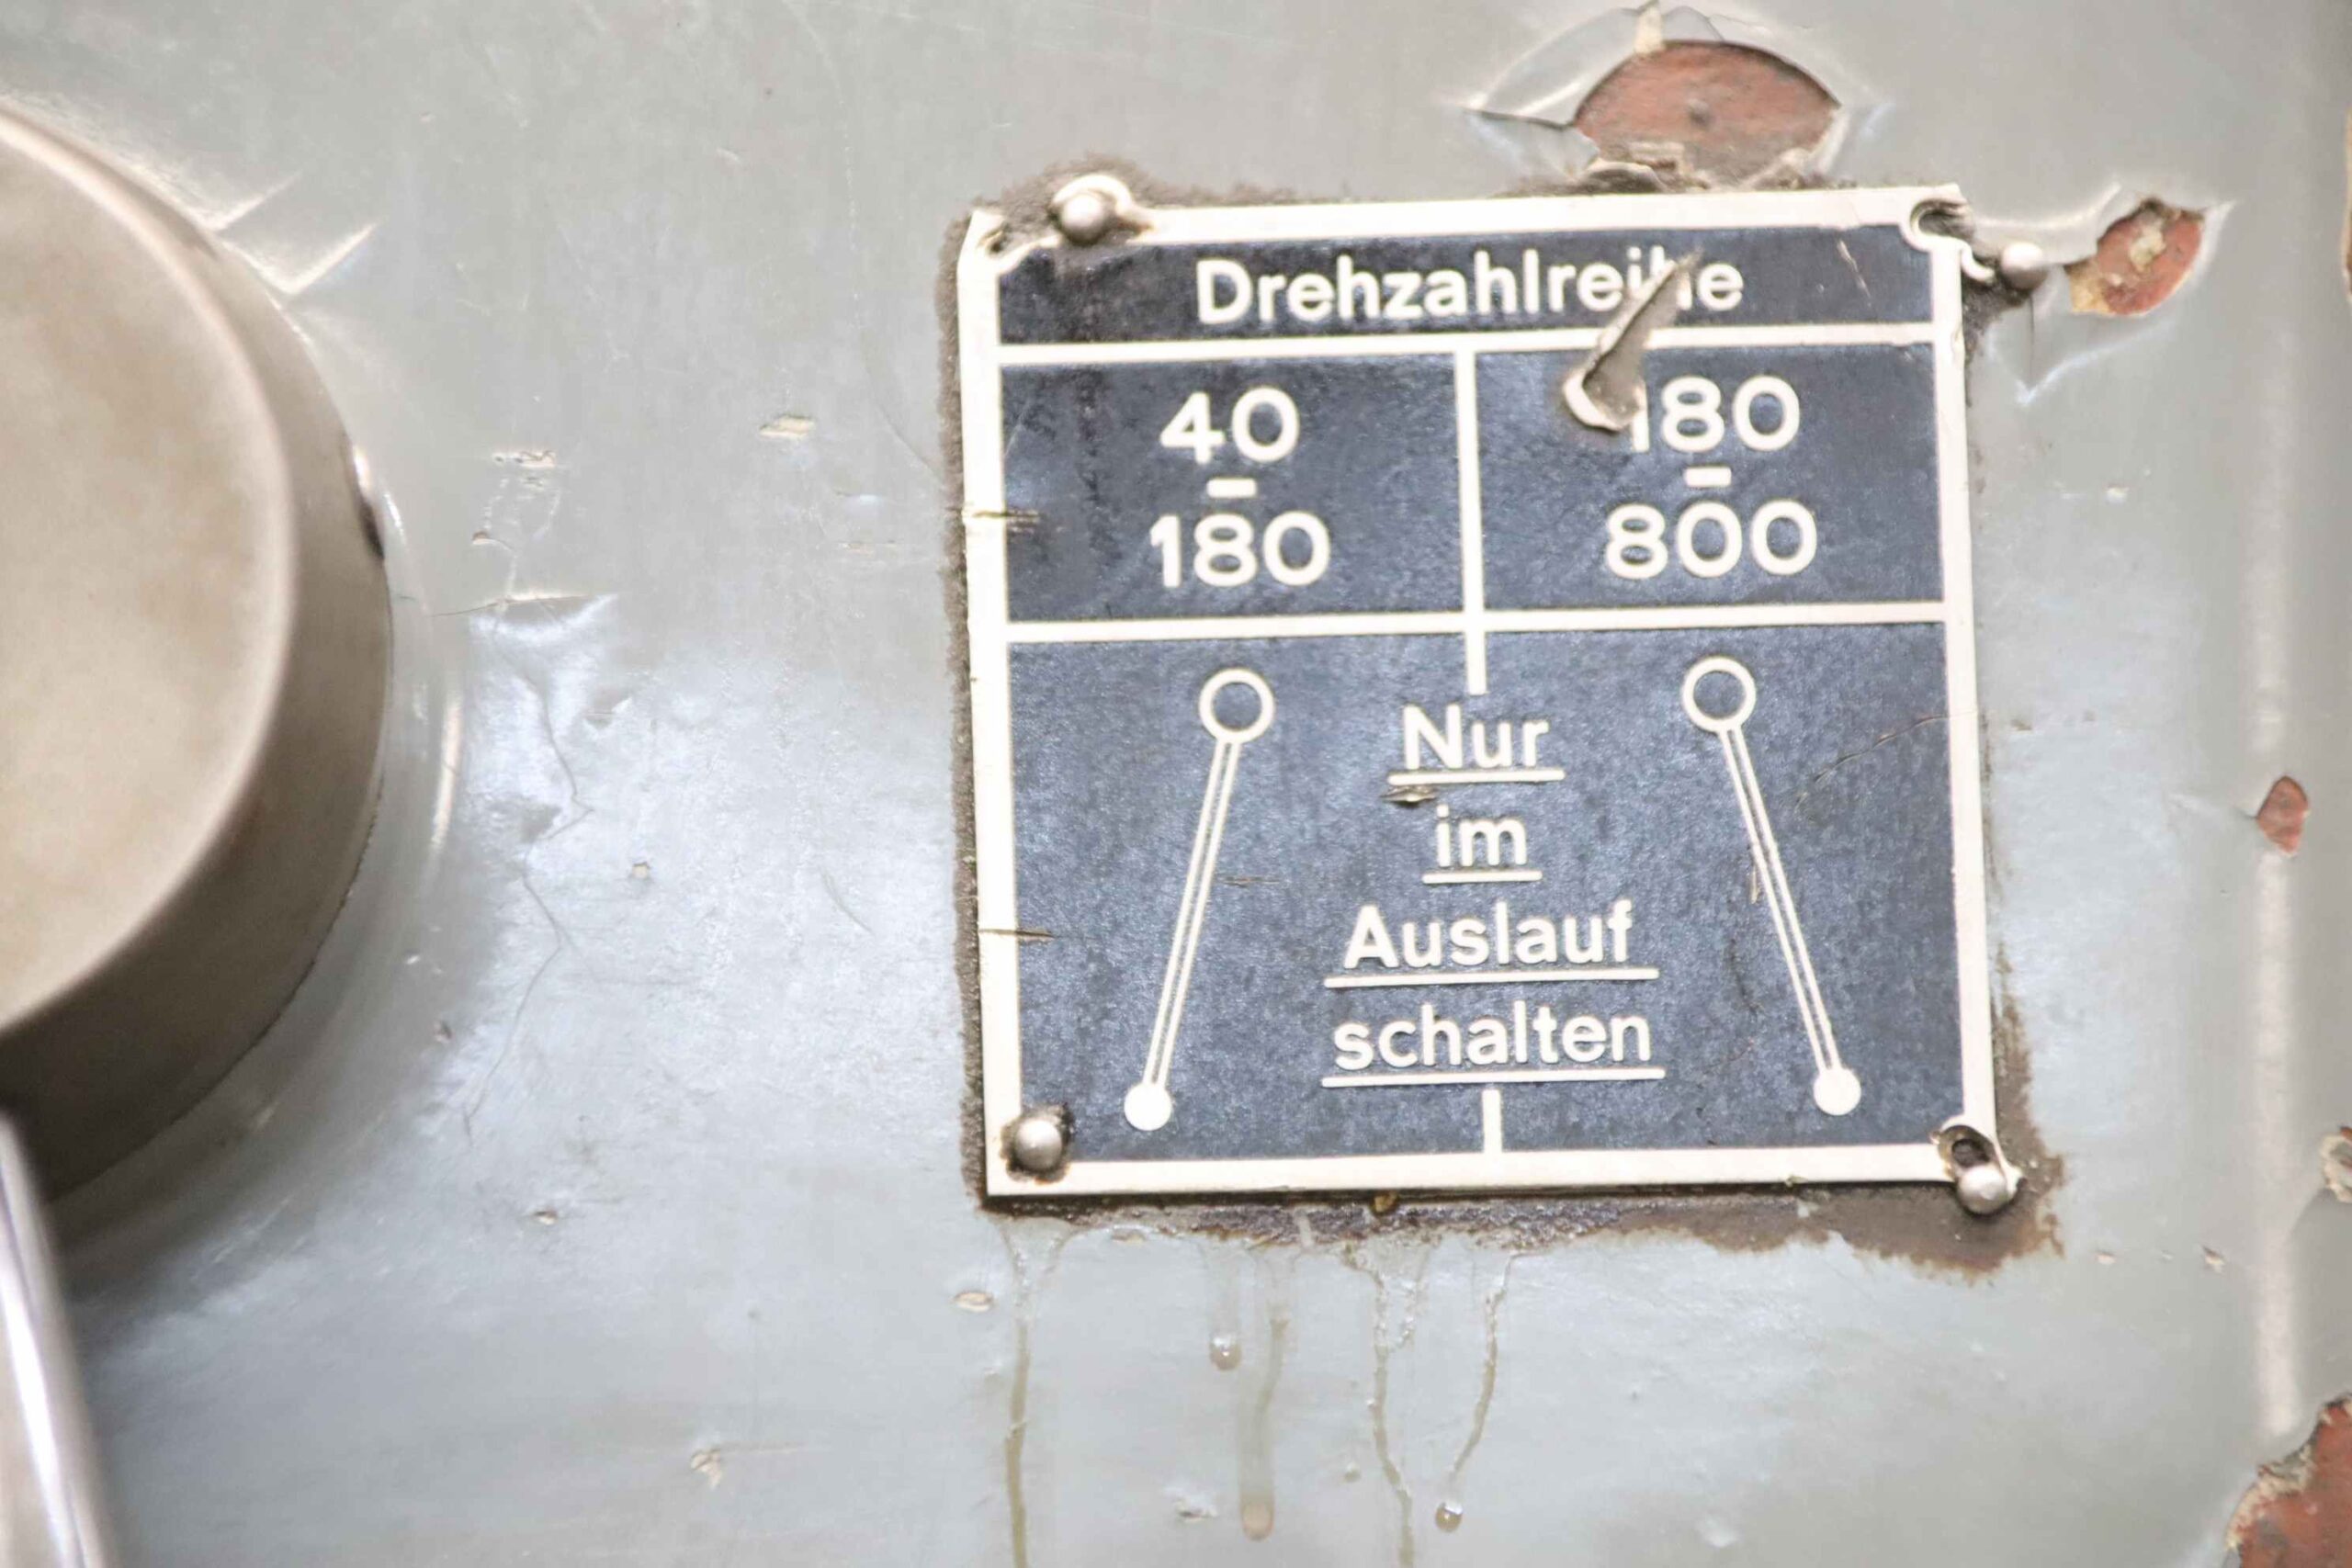 Drehzahlreihe
40 180
- -
180 800
Nur
im
Auslauf
schalten